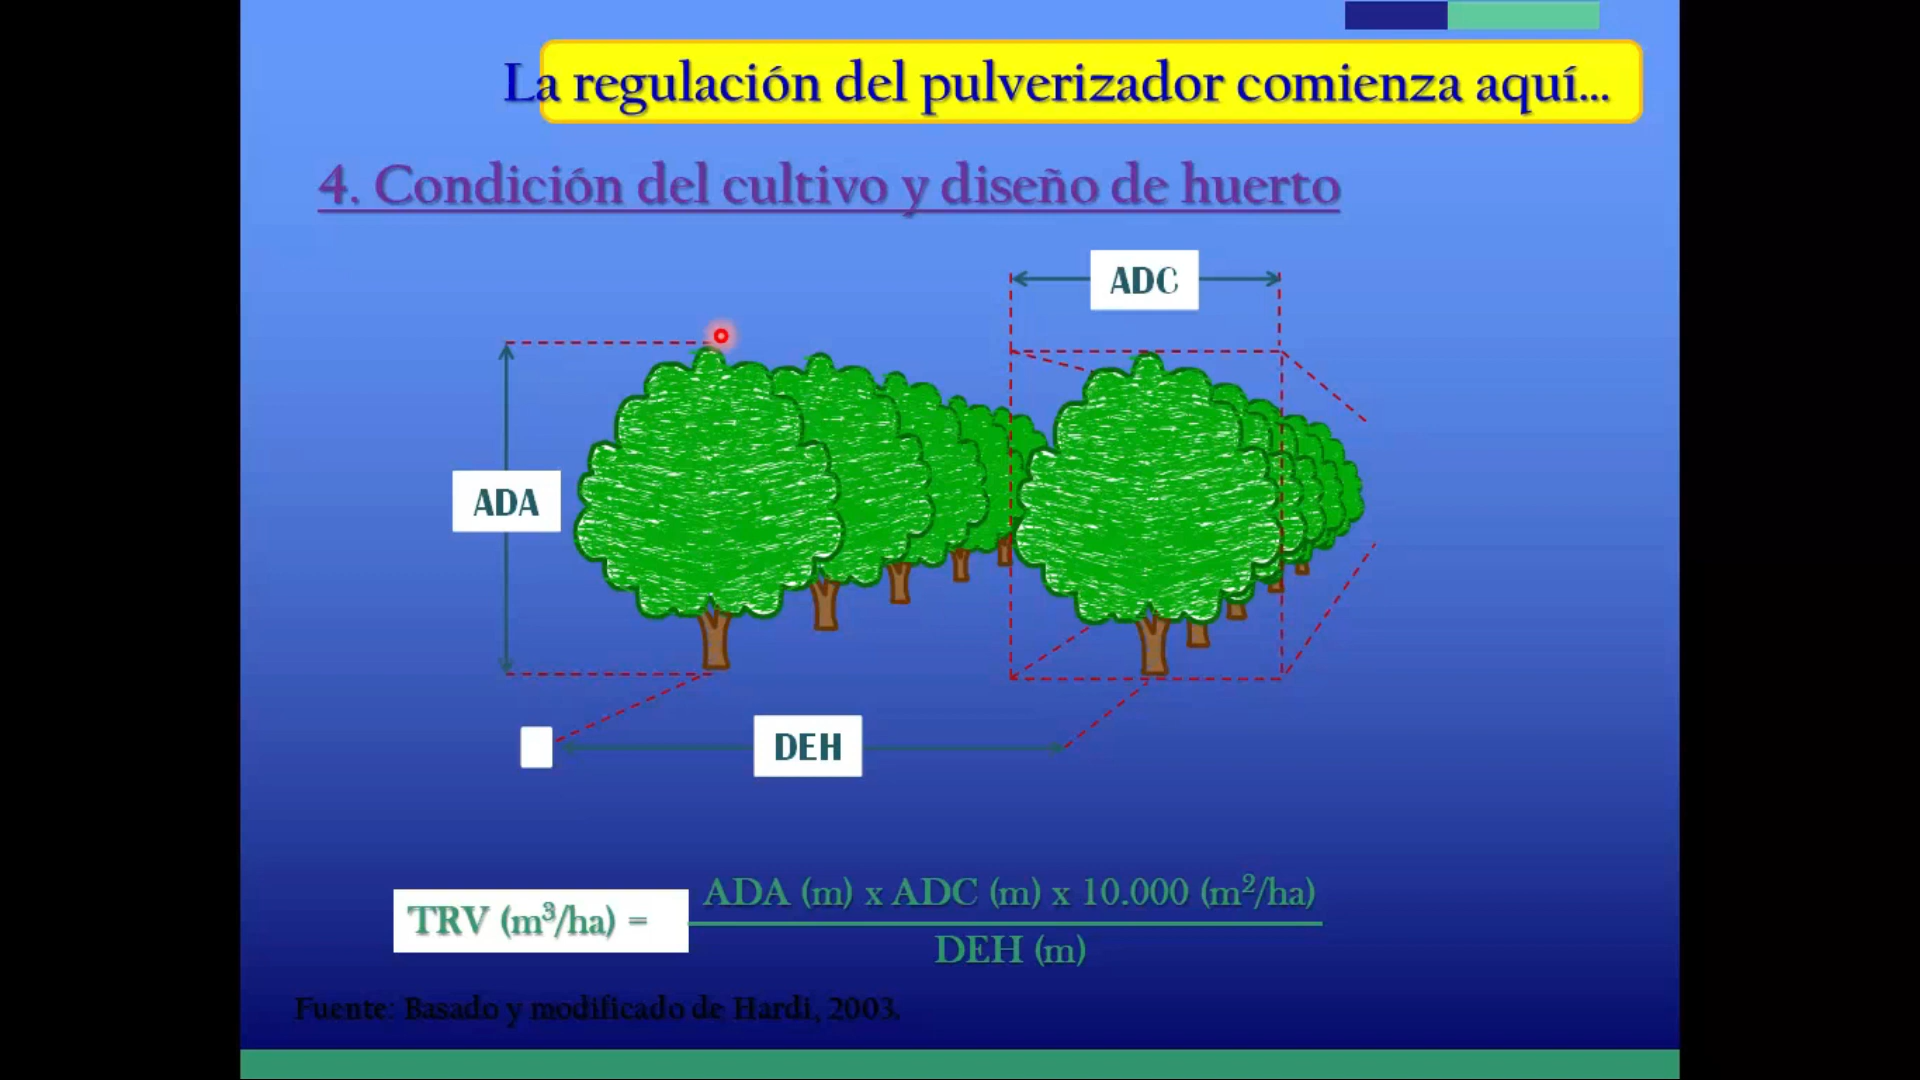 La regulación del pulverizador comienza aquí...
4. Condición del cultivo y diseño de huerto
ADC
ADA
DEH
TRV (m³/ha) =
ADA (m) x ADC (m) x 10.000 (m²/ha)
DEH (m)
Fuente: Basado y modificado de Hardi, 2003.